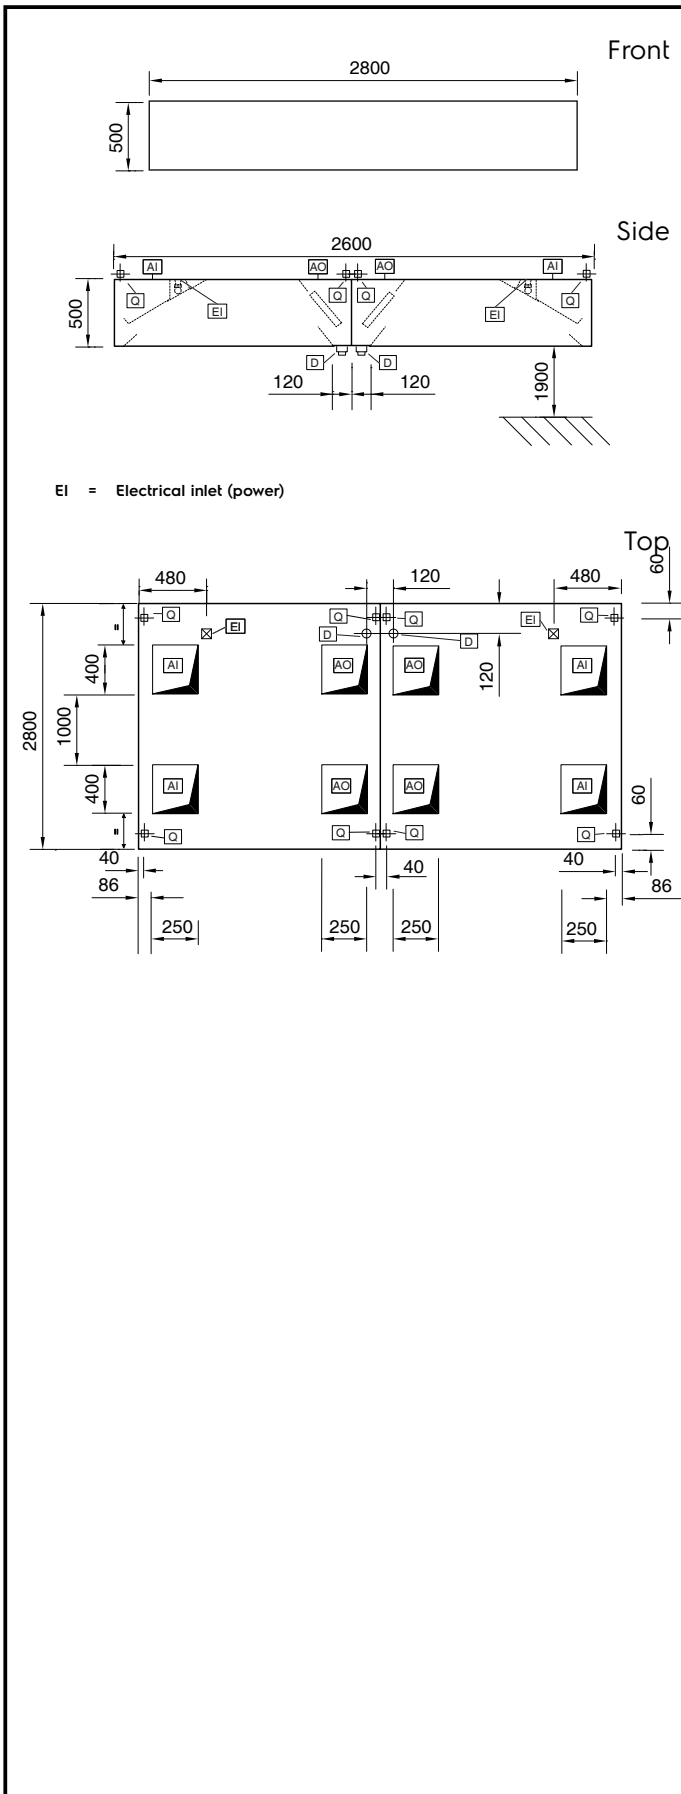 Front
2800
500
Side
2600
AI AO AO AI
Q Q Q Q
EI EI
500
D D
120 120
1900
EI = Electrical inlet (power)
Top
480 120 480 60
Q Q Q Q
= EI EI
D D
400 AI AO AO AI
120
2800
1000
400 AI AO AO AI
60
= Q Q Q Q
40 40 40
86 86
250 250 250 250